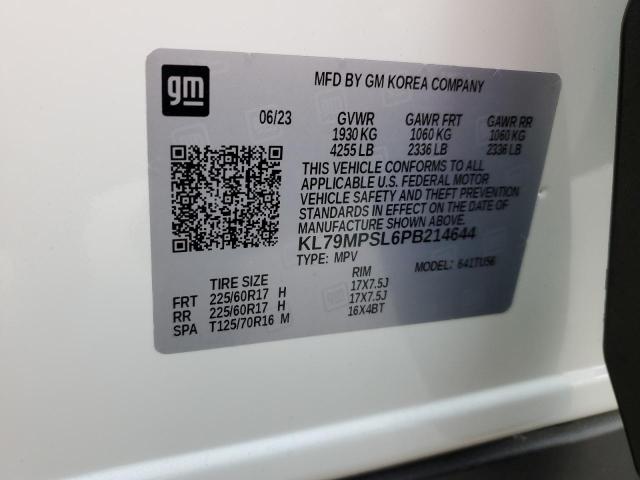 gm
MFD BY GM KOREA COMPANY
06/23 GVWR GAWR FRT GAWR RR
1930 KG 1060 KG 1060 KG
4255 LB 2336 LB 2336 LB
THIS VEHICLE CONFORMS TO ALL
APPLICABLE U.S. FEDERAL MOTOR
VEHICLE SAFETY AND THEFT PREVENTION
STANDARDS IN EFFECT ON THE DATE OF
MANUFACTURE SHOWN ABOVE.
KL79MPSL6PB214644
TYPE: MPV MODEL: 641TU56
TIRE SIZE RIM
FRT 225/60R17 H 17X7.5J
RR 225/60R17 H 17X7.5J
SPA T125/70R16 M 16X4BT